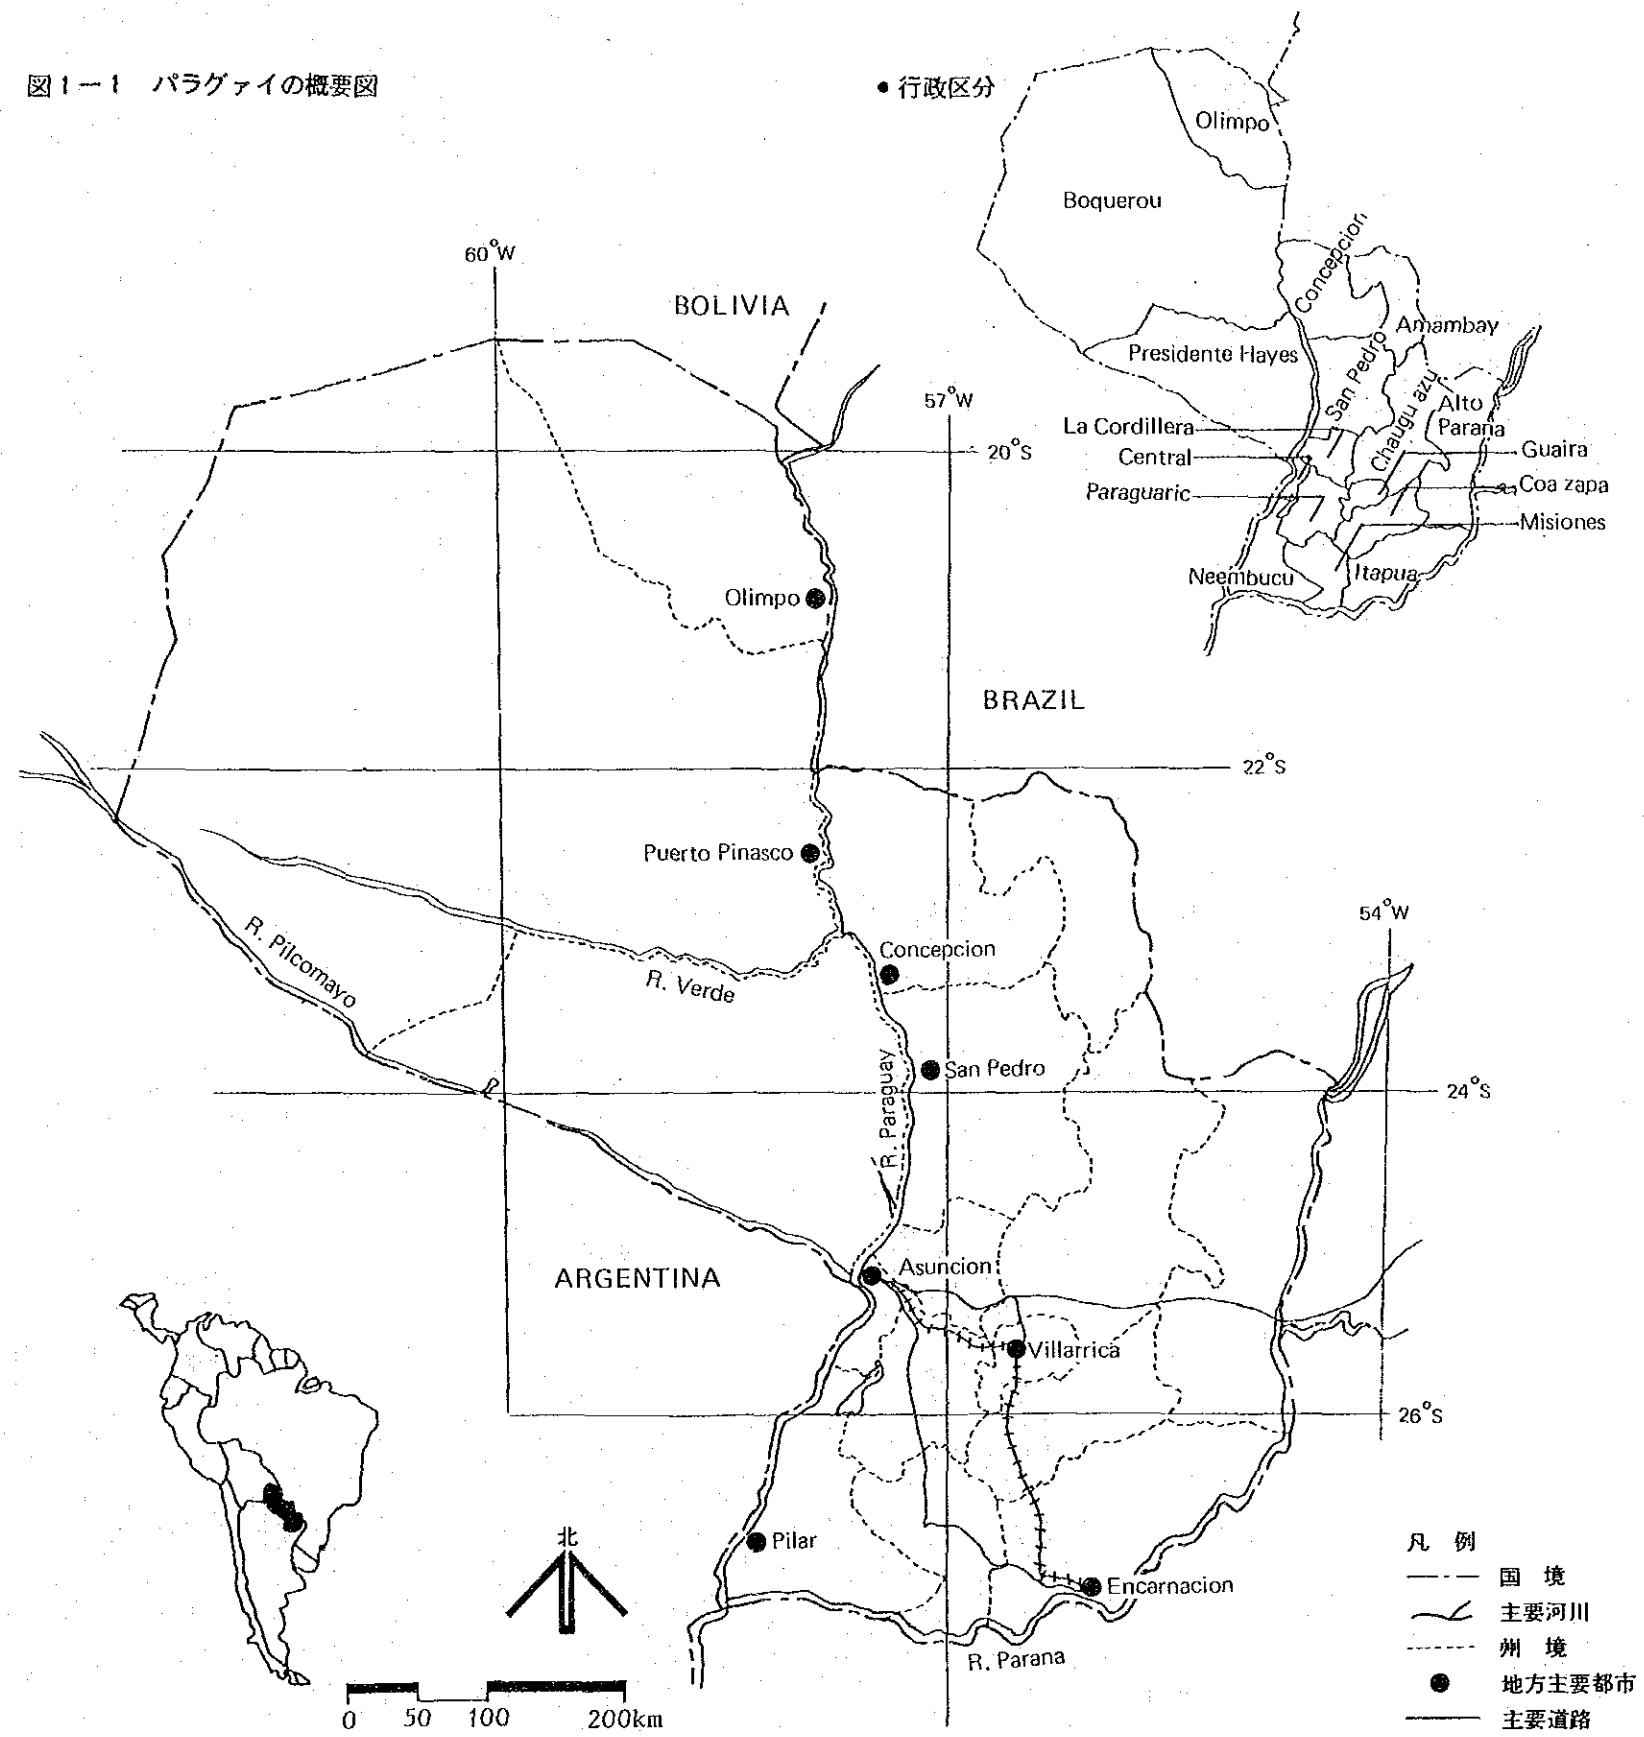 図1-1 パラグァイの概要図
• 行政区分
Olimpo
Boquerou
Concepcion
Amambay
Presidente Hayes
San Pedro
Chaugu azu
Alto
Parana
La Cordillera
Central
Paraguaric
Guaira
Coa zapa
Misiones
Neembucu
Itapua
60°W
BOLIVIA
57°W
20°S
Olimpo
BRAZIL
22°S
Puerto Pinasco
54°W
R. Pilcomayo
Concepcion
R. Verde
San Pedro
R. Paraguay
24°S
ARGENTINA
Asuncion
Villarrica
26°S
Pilar
Encarnacion
R. Parana
北
0 50 100 200km
凡 例
国 境
主要河川
州 境
地方主要都市
主要道路